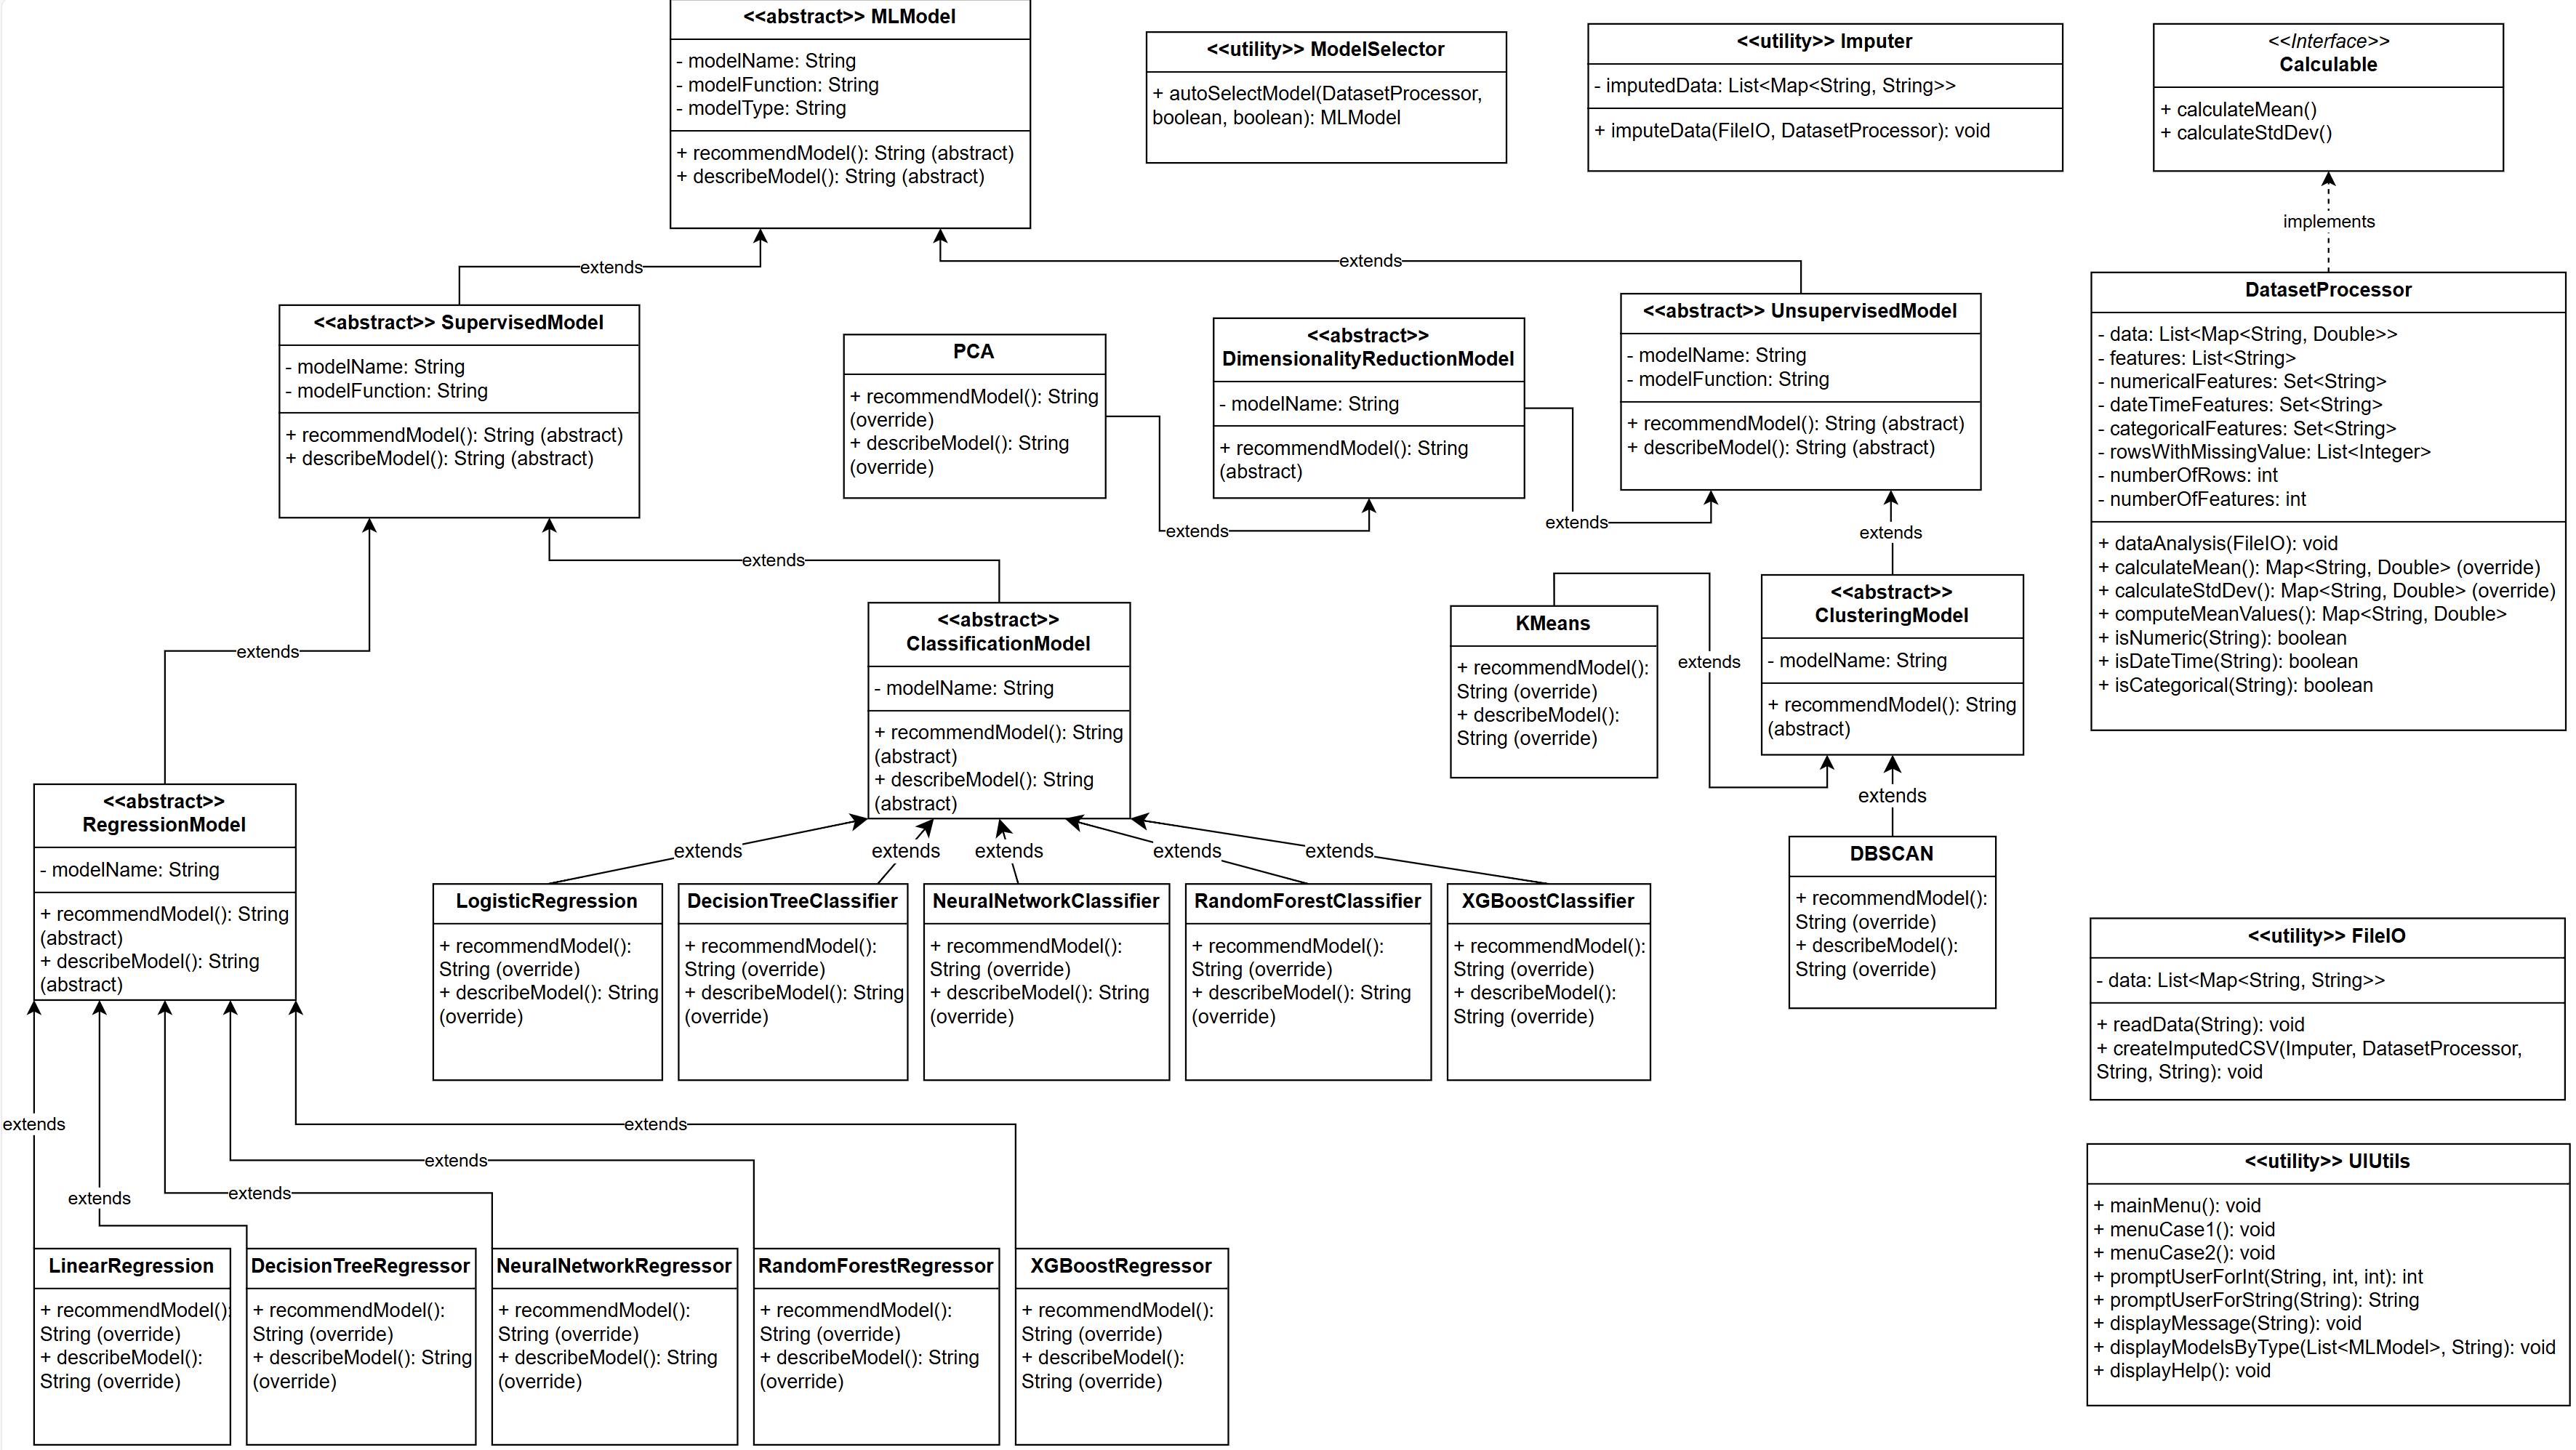 <<abstract>> MLModel
- modelName: String
- modelFunction: String
- modelType: String
+ recommendModel(): String (abstract)
+ describeModel(): String (abstract)
<<utility>> ModelSelector
+ autoSelectModel(DatasetProcessor,
boolean, boolean): MLModel
<<utility>> Imputer
- imputedData: List<Map<String, String>>
+ imputeData(FileIO, DatasetProcessor): void
<<Interface>>
Calculable
+ calculateMean()
+ calculateStdDev()
implements
extends
extends
<<abstract>> SupervisedModel
- modelName: String
- modelFunction: String
+ recommendModel(): String (abstract)
+ describeModel(): String (abstract)
PCA
+ recommendModel(): String
(override)
+ describeModel(): String
(override)
<<abstract>>
DimensionalityReductionModel
- modelName: String
+ recommendModel(): String
(abstract)
<<abstract>> UnsupervisedModel
- modelName: String
- modelFunction: String
+ recommendModel(): String (abstract)
+ describeModel(): String (abstract)
DatasetProcessor
- data: List<Map<String, Double>>
- features: List<String>
- numericalFeatures: Set<String>
- dateTimeFeatures: Set<String>
- categoricalFeatures: Set<String>
- rowsWithMissingValue: List<Integer>
- numberOfRows: int
- numberOfFeatures: int
+ dataAnalysis(FileIO): void
+ calculateMean(): Map<String, Double> (override)
+ calculateStdDev(): Map<String, Double> (override)
+ computeMeanValues(): Map<String, Double>
+ isNumeric(String): boolean
+ isDateTime(String): boolean
+ isCategorical(String): boolean
extends
extends
extends
extends
extends
extends
<<abstract>>
ClassificationModel
- modelName: String
+ recommendModel(): String
(abstract)
+ describeModel(): String
(abstract)
KMeans
+ recommendModel():
String (override)
+ describeModel():
String (override)
<<abstract>>
ClusteringModel
- modelName: String
+ recommendModel(): String
(abstract)
extends
<<abstract>>
RegressionModel
- modelName: String
+ recommendModel(): String
(abstract)
+ describeModel(): String
(abstract)
extends
extends
extends
extends
extends
LogisticRegression
+ recommendModel():
String (override)
+ describeModel(): String
(override)
DecisionTreeClassifier
+ recommendModel():
String (override)
+ describeModel(): String
(override)
NeuralNetworkClassifier
+ recommendModel():
String (override)
+ describeModel(): String
(override)
RandomForestClassifier
+ recommendModel():
String (override)
+ describeModel(): String
(override)
XGBoostClassifier
+ recommendModel():
String (override)
+ describeModel():
String (override)
extends
DBSCAN
+ recommendModel():
String (override)
+ describeModel():
String (override)
<<utility>> FileIO
- data: List<Map<String, String>>
+ readData(String): void
+ createImputedCSV(Imputer, DatasetProcessor,
String, String): void
extends
extends
extends
extends
LinearRegression
+ recommendModel():
String (override)
+ describeModel():
String (override)
DecisionTreeRegressor
+ recommendModel():
String (override)
+ describeModel(): String
(override)
NeuralNetworkRegressor
+ recommendModel():
String (override)
+ describeModel(): String
(override)
RandomForestRegressor
+ recommendModel():
String (override)
+ describeModel(): String
(override)
XGBoostRegressor
+ recommendModel():
String (override)
+ describeModel():
String (override)
<<utility>> UIUtils
+ mainMenu(): void
+ menuCase1(): void
+ menuCase2(): void
+ promptUserForInt(String, int, int): int
+ promptUserForString(String): String
+ displayMessage(String): void
+ displayModelsByType(List<MLModel>, String): void
+ displayHelp(): void